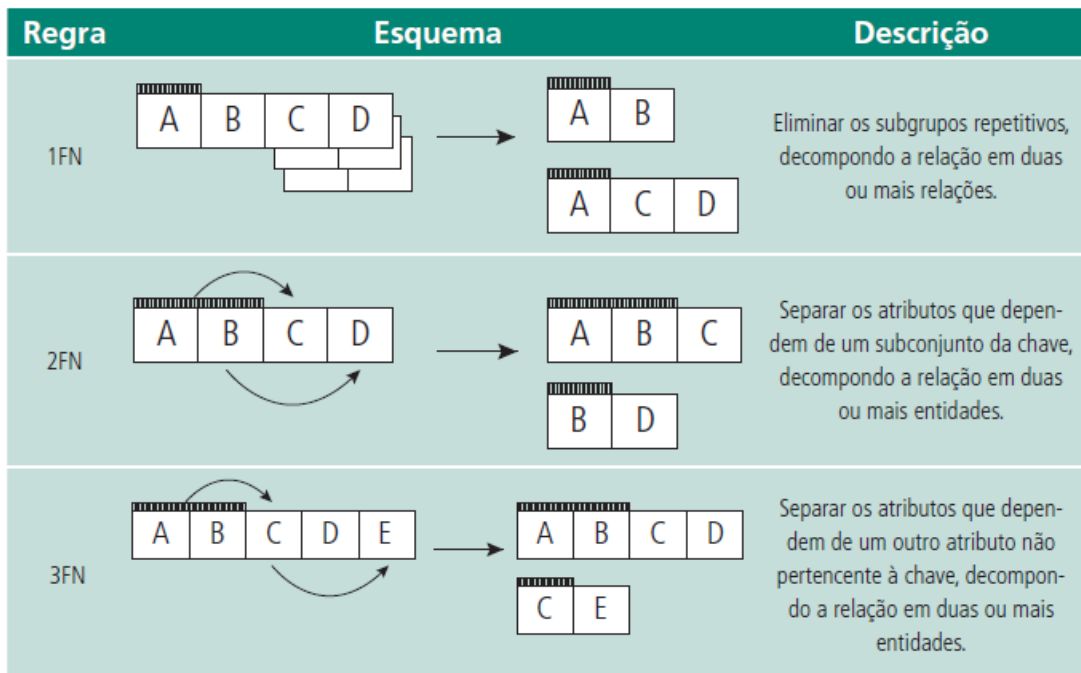 Regra Esquema Descrição
1FN
A B C D
A B
A C D
Eliminar os subgrupos repetitivos,
decompondo a relação em duas
ou mais relações.
2FN
A B C D
A B C
B D
Separar os atributos que depen-
dem de um subconjunto da chave,
decompondo a relação em duas
ou mais entidades.
3FN
A B C D E
A B C D
C E
Separar os atributos que depen-
dem de um outro atributo não
pertencente à chave, decompon-
do a relação em duas ou mais
entidades.